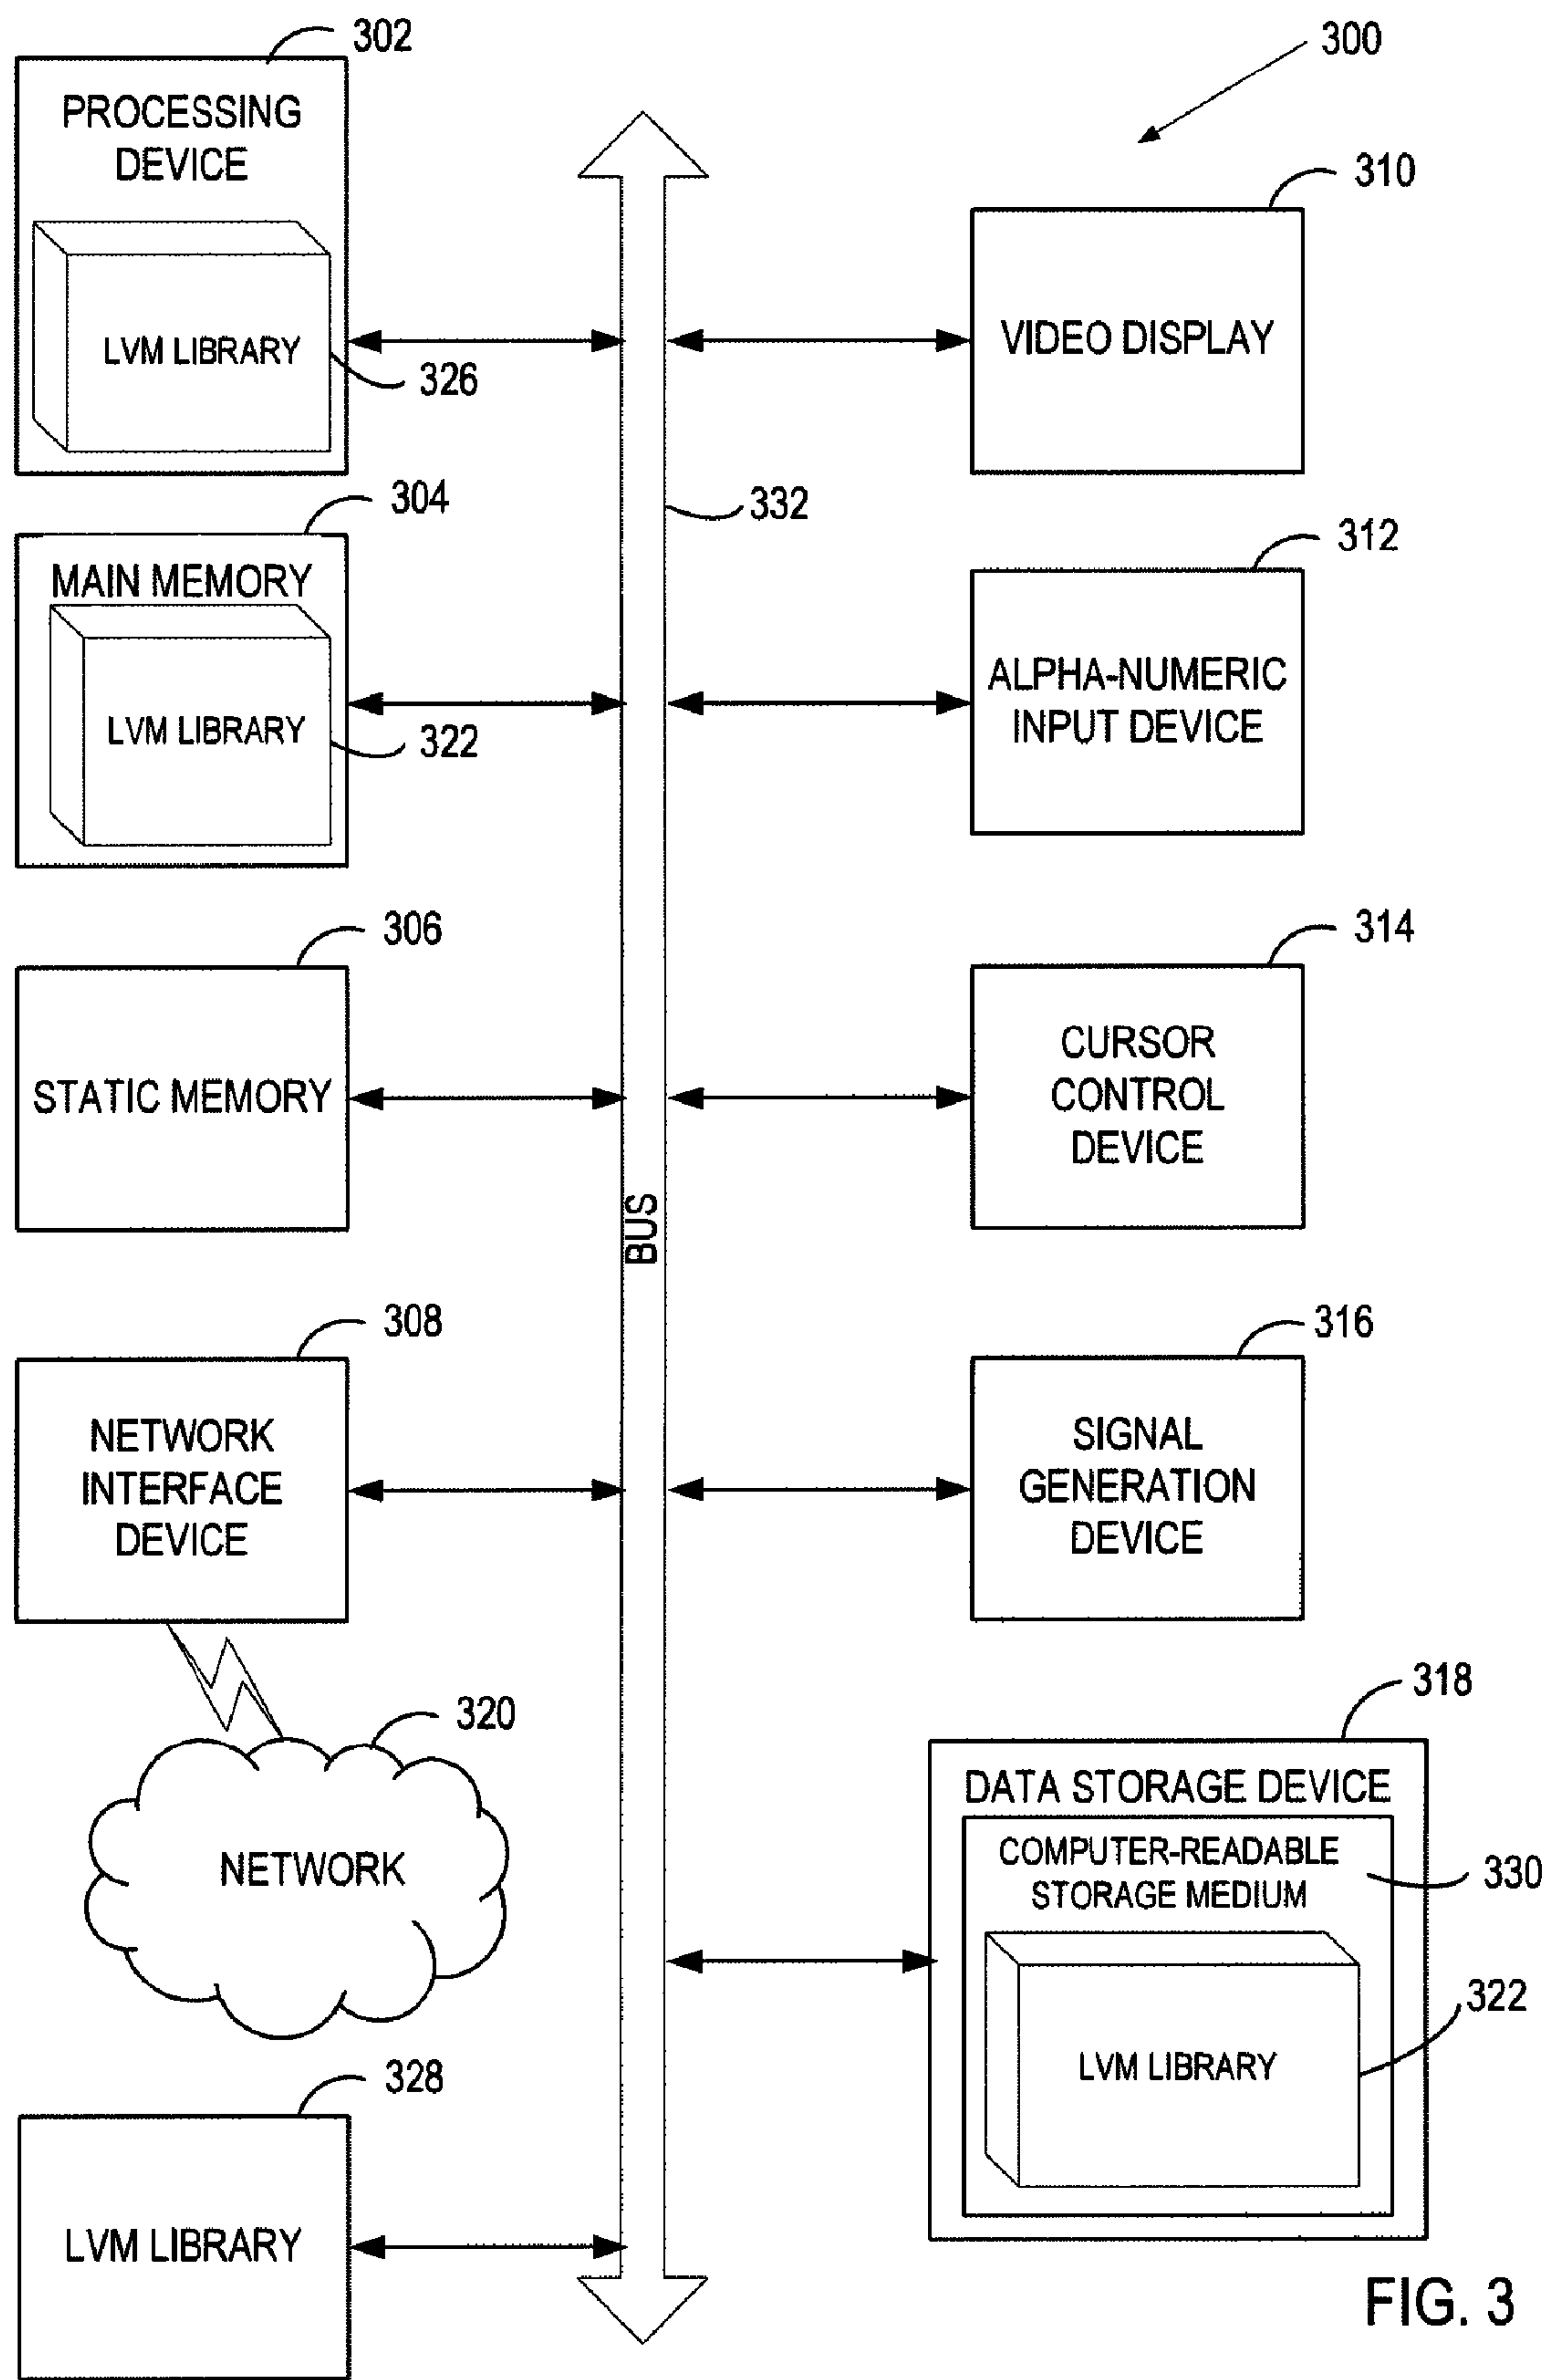 302
PROCESSING
DEVICE
LVM LIBRARY
326
304
MAIN MEMORY
LVM LIBRARY
322
306
STATIC MEMORY
308
NETWORK
INTERFACE
DEVICE
320
NETWORK
328
LVM LIBRARY
332
BUS
300
310
VIDEO DISPLAY
312
ALPHA-NUMERIC
INPUT DEVICE
314
CURSOR
CONTROL
DEVICE
316
SIGNAL
GENERATION
DEVICE
318
DATA STORAGE DEVICE
COMPUTER-READABLE
STORAGE MEDIUM
330
LVM LIBRARY
322
FIG. 3